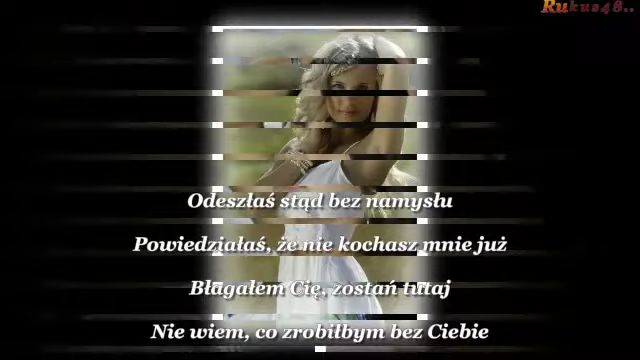 Rukus48..
Odeszłaś stąd bez namysłu
Powiedziałaś, że nie kochasz mnie już
Błagałem Cię, zostań tutaj
Nie wiem, co zrobiłbym bez Ciebie